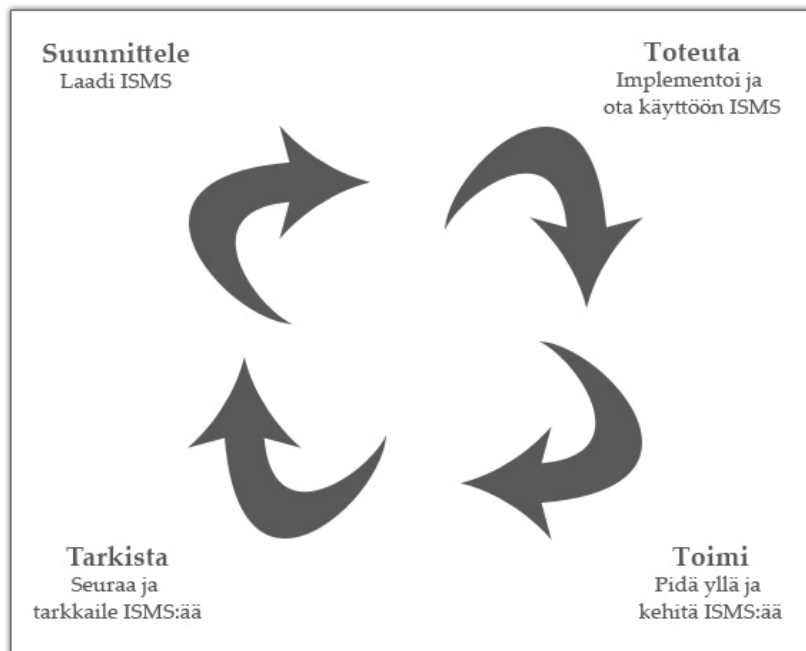 Suunnittele
Laadi ISMS
Toteuta
Implementoi ja
ota käyttöön ISMS
Tarkista
Seuraa ja
tarkkaile ISMS:ää
Toimi
Pidä yllä ja
kehitä ISMS:ää